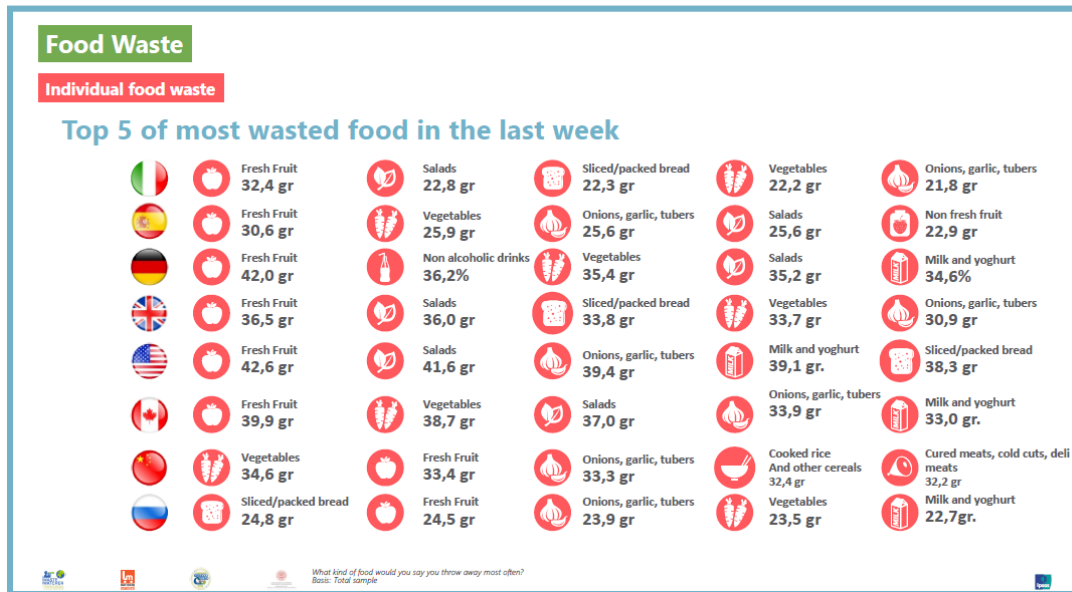 Food Waste
Individual food waste
Top 5 of most wasted food in the last week
Fresh Fruit
32,4 gr
Salads
22,8 gr
Sliced/packed bread
22,3 gr
Vegetables
22,2 gr
Onions, garlic, tubers
21,8 gr
Fresh Fruit
30,6 gr
Vegetables
25,9 gr
Onions, garlic, tubers
25,6 gr
Salads
25,6 gr
Non fresh fruit
22,9 gr
Fresh Fruit
42,0 gr
Non alcoholic drinks
36,2%
Vegetables
35,4 gr
Salads
35,2 gr
MILK
Milk and yoghurt
34,6%
Fresh Fruit
36,5 gr
Salads
36,0 gr
Sliced/packed bread
33,8 gr
Vegetables
33,7 gr
Onions, garlic, tubers
30,9 gr
Fresh Fruit
42,6 gr
Salads
41,6 gr
Onions, garlic, tubers
39,4 gr
MILK
Milk and yoghurt
39,1 gr.
Sliced/packed bread
38,3 gr
Fresh Fruit
39,9 gr
Vegetables
38,7 gr
Salads
37,0 gr
Onions, garlic, tubers
33,9 gr
MILK
Milk and yoghurt
33,0 gr.
Vegetables
34,6 gr
Fresh Fruit
33,4 gr
Onions, garlic, tubers
33,3 gr
Cooked rice
And other cereals
32,4 gr
Cured meats, cold cuts, deli
meats
32,2 gr
Sliced/packed bread
24,8 gr
Fresh Fruit
24,5 gr
Onions, garlic, tubers
23,9 gr
Vegetables
23,5 gr
MILK
Milk and yoghurt
22,7gr.
What kind of food would you say you throw away most often?
Basis: Total sample
Ipsos